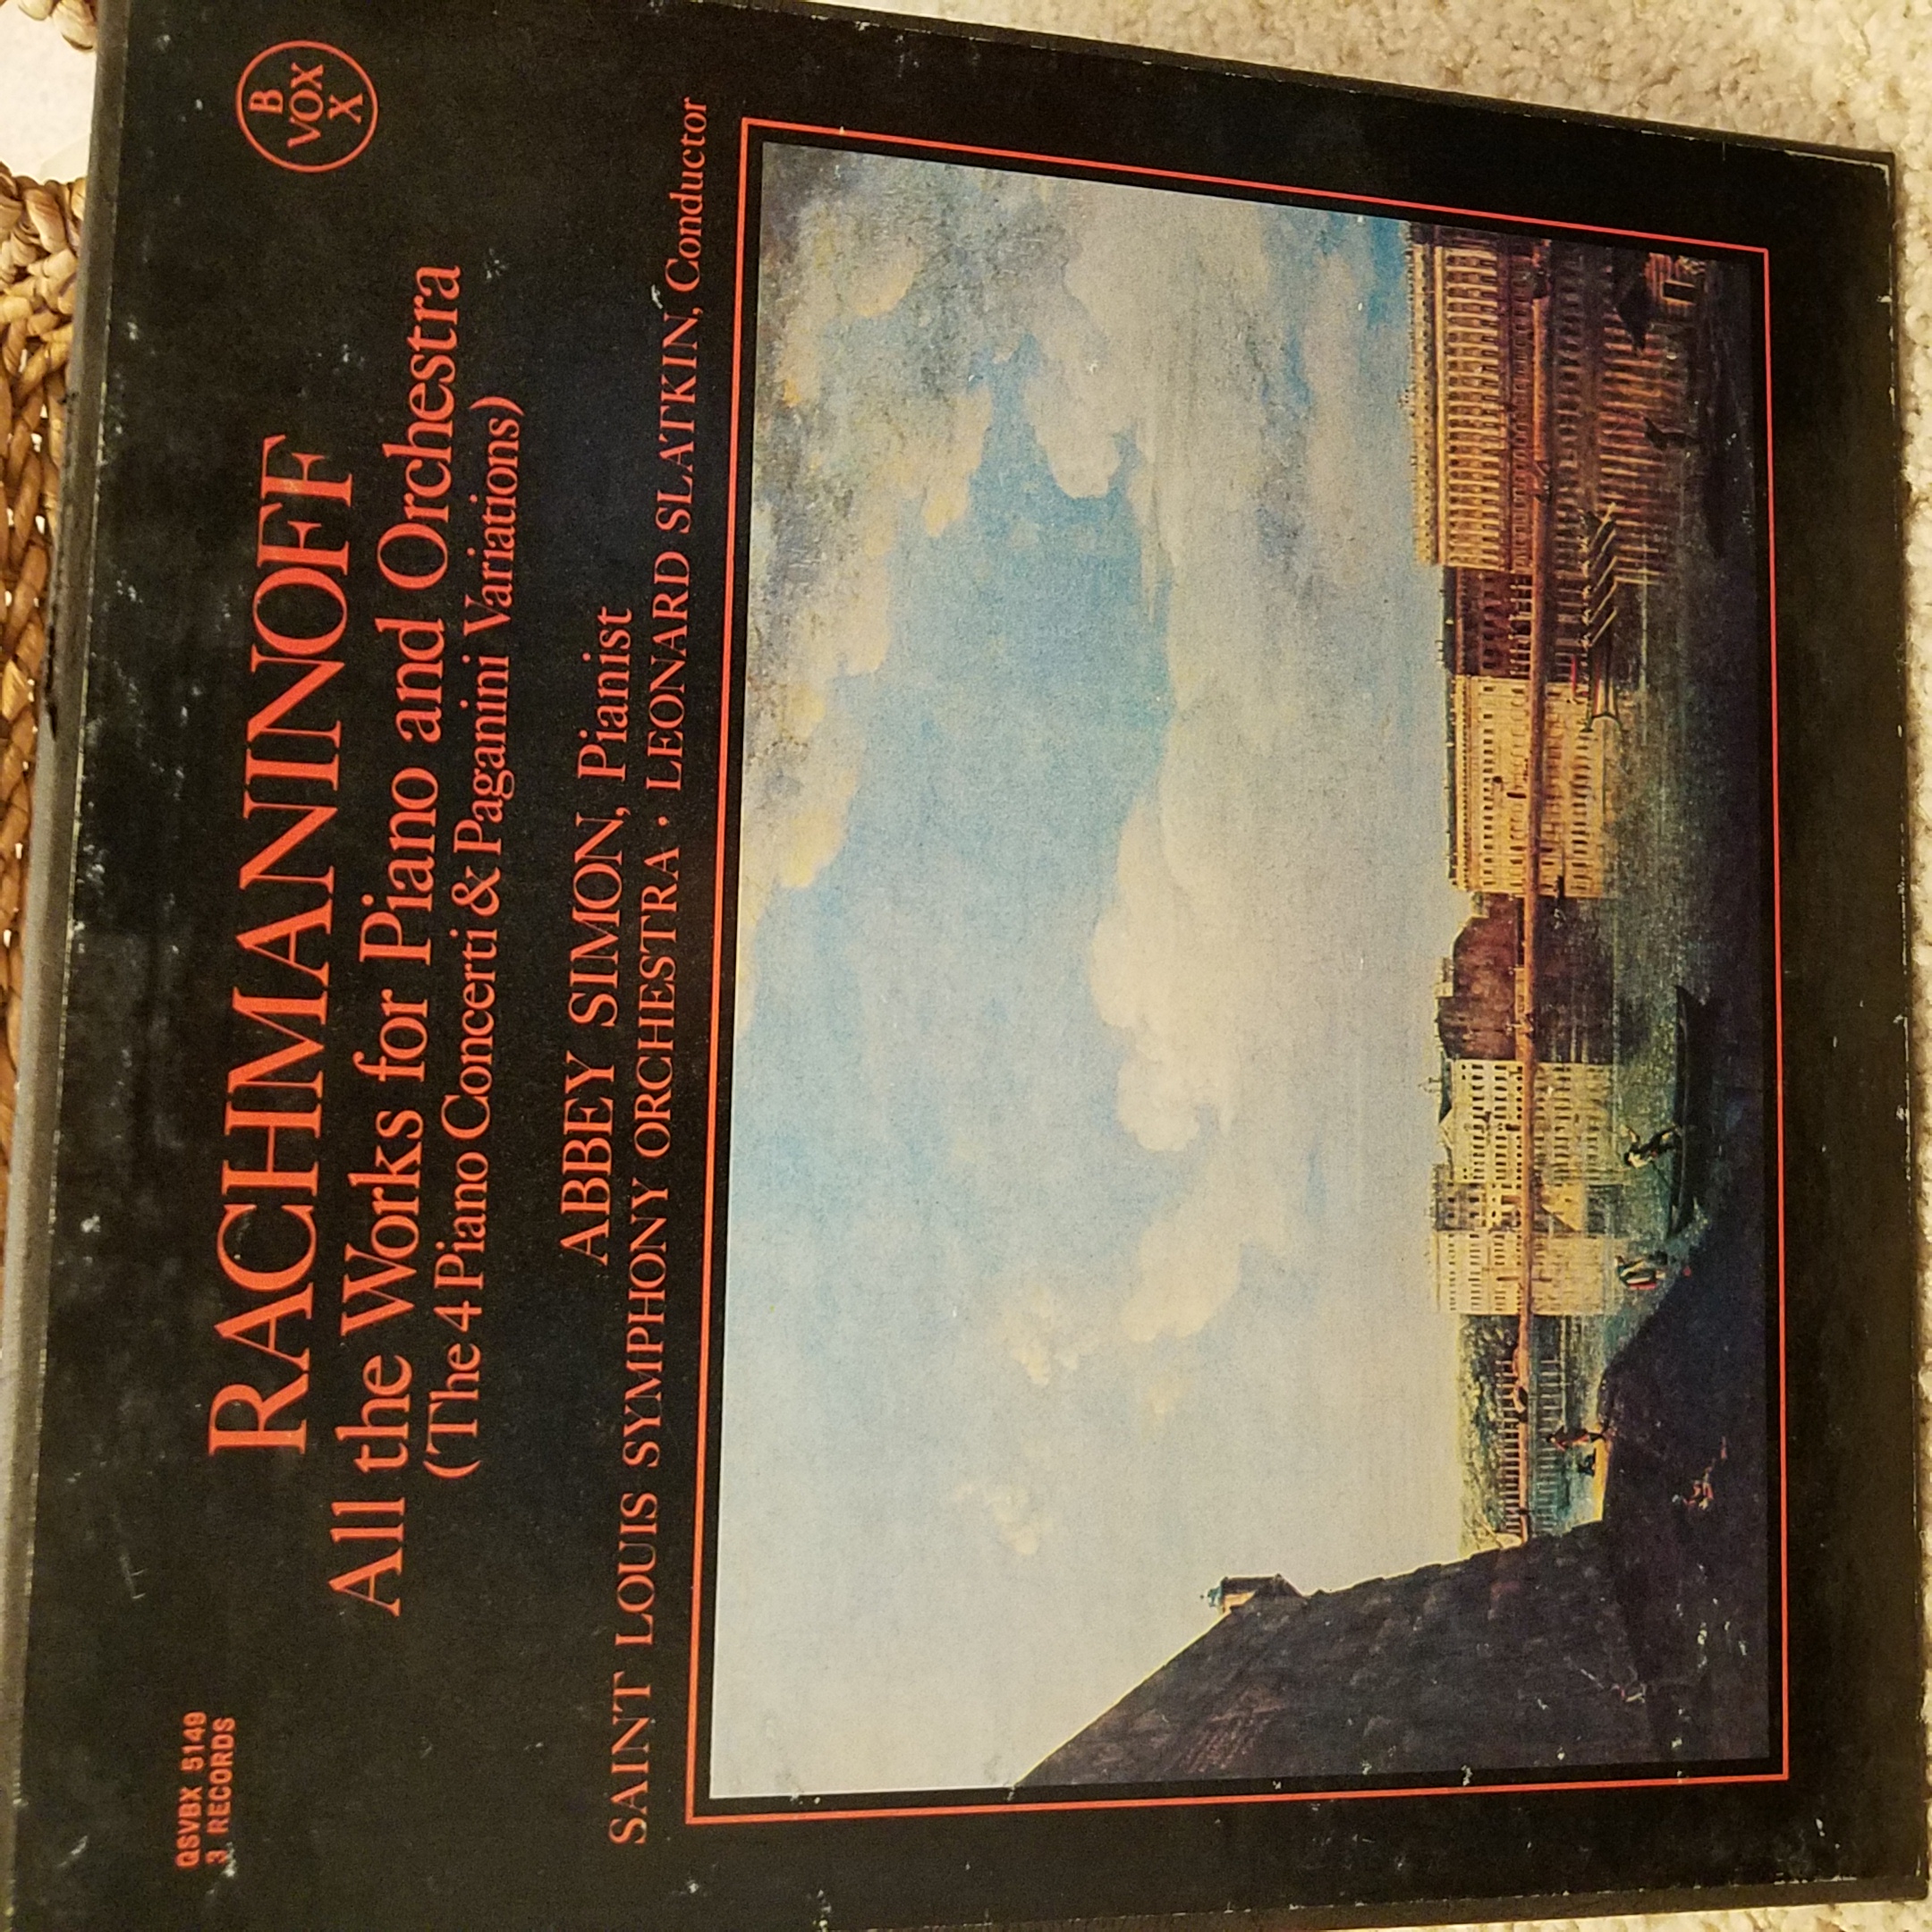 QSVBX 5149
3 RECORDS
B
VOX
X
RACHMANINOFF
All the Works for Piano and Orchestra
(The 4 Piano Concerti & Paganini Variations)
ABBEY SIMON, Pianist
SAINT LOUIS SYMPHONY ORCHESTRA · LEONARD SLATKIN, Conductor